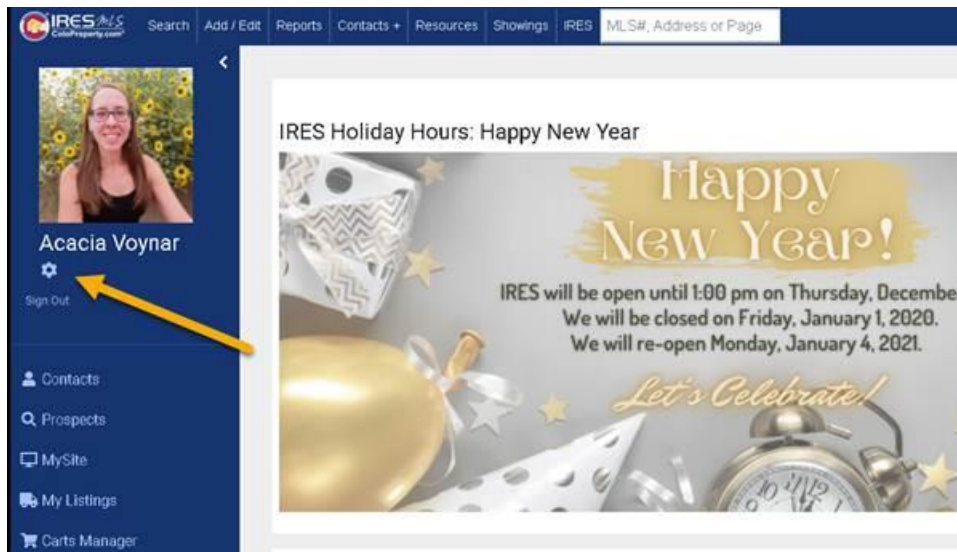 IRES MLS
ColoProperty.com
Search Add / Edit Reports Contacts + Resources Showings IRES MLS#, Address or Page
Acacia Voynar
Sign Out
Contacts
Prospects
MySite
My Listings
Carts Manager
IRES Holiday Hours: Happy New Year
Happy
New Year!
IRES will be open until 1:00 pm on Thursday, Decembe
We will be closed on Friday, January 1, 2020.
We will re-open Monday, January 4, 2021.
Let's Celebrate!
10 12